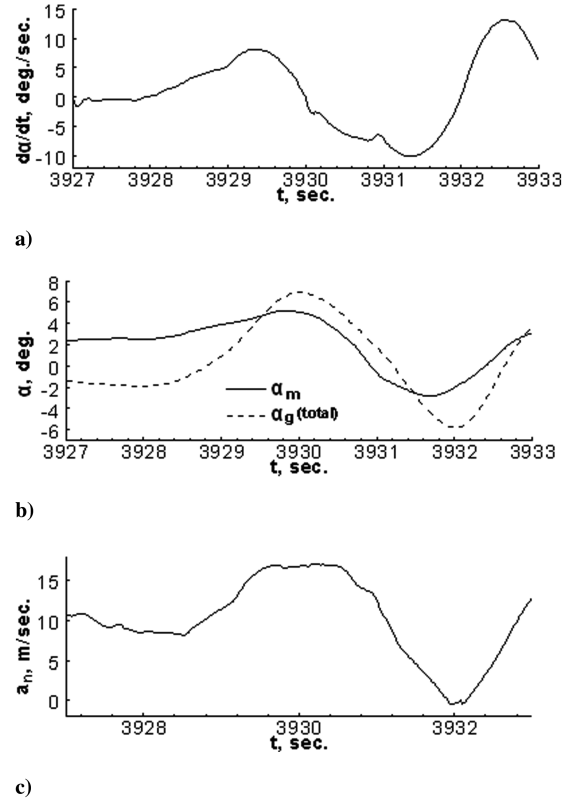 15
10
5
0
-5
-10
dα/dt, deg./sec.
3927 3928 3929 3930 3931 3932 3933
t, sec.
a)
8
6
4
2
0
-2
-4
-6
α, deg.
αm
αg (total)
3927 3928 3929 3930 3931 3932 3933
t, sec.
b)
15
10
5
0
an, m/sec.
3928 3930 3932
t, sec.
c)